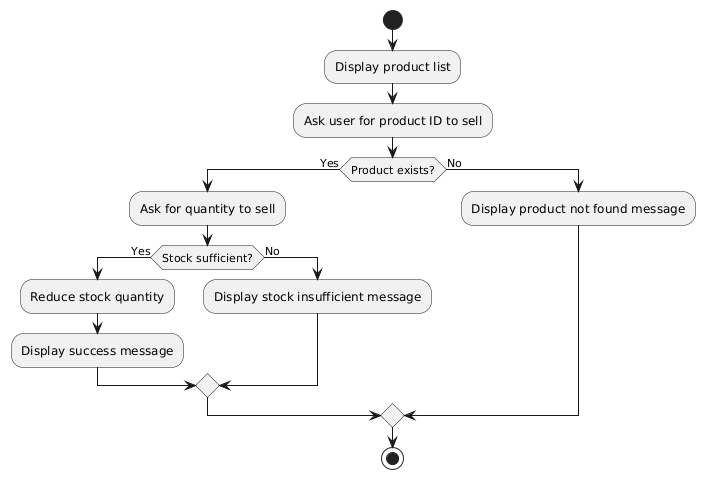 Display product list
Ask user for product ID to sell
Yes
Product exists?
No
Ask for quantity to sell
Display product not found message
Yes
Stock sufficient?
No
Reduce stock quantity
Display stock insufficient message
Display success message